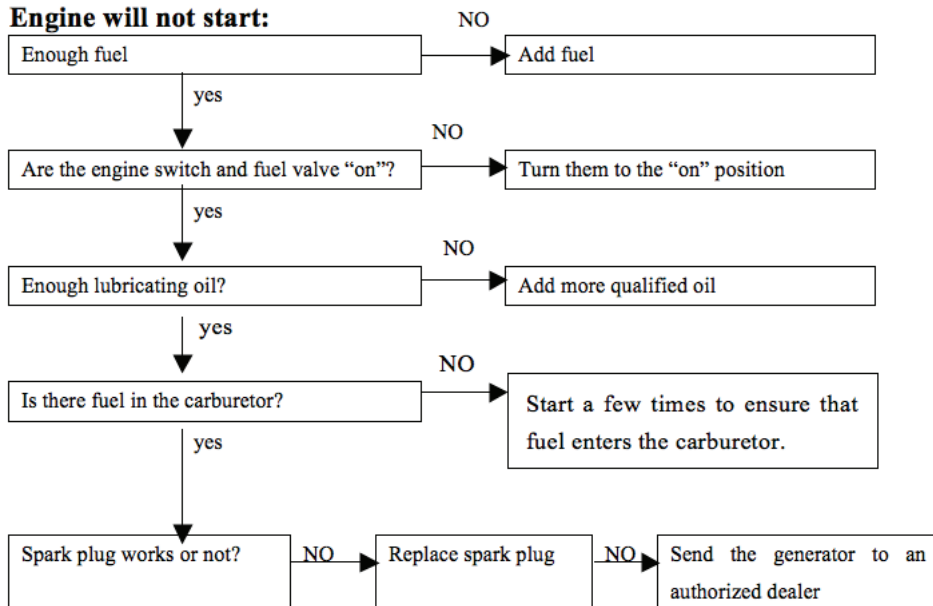 Engine will not start:
NO
Enough fuel
Add fuel
yes
NO
Are the engine switch and fuel valve “on”?
Turn them to the “on” position
yes
NO
Enough lubricating oil?
Add more qualified oil
yes
NO
Is there fuel in the carburetor?
Start a few times to ensure that
fuel enters the carburetor.
yes
Spark plug works or not?
NO
Replace spark plug
NO
Send the generator to an
authorized dealer